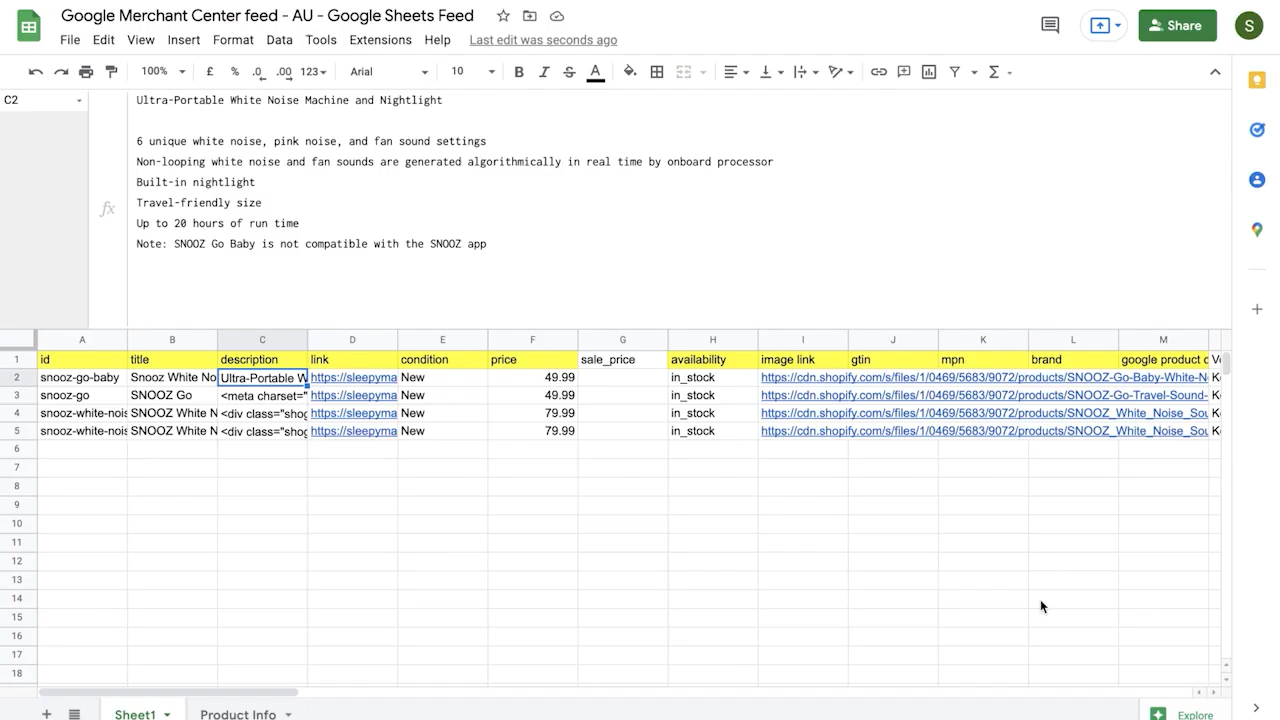 Google Merchant Center feed - AU - Google Sheets Feed
Share
S
File Edit View Insert Format Data Tools Extensions Help Last edit was seconds ago
100% £ % .0 .00 123 Arial 10 B I S A Σ
C2
fx
Ultra-Portable White Noise Machine and Nightlight
6 unique white noise, pink noise, and fan sound settings
Non-looping white noise and fan sounds are generated algorithmically in real time by onboard processor
Built-in nightlight
Travel-friendly size
Up to 20 hours of run time
Note: SNOOZ Go Baby is not compatible with the SNOOZ app
A B C D E F G H I J K L M
1 id title description link condition price sale_price availability image link gtin mpn brand google product c
2 snooz-go-baby Snooz White No Ultra-Portable W https://sleepyma New 49.99 in_stock https://cdn.shopify.com/s/files/1/0469/5683/9072/products/SNOOZ-Go-Baby-White-N
3 snooz-go SNOOZ Go <meta charset=" https://sleepyma New 49.99 in_stock https://cdn.shopify.com/s/files/1/0469/5683/9072/products/SNOOZ-Go-Travel-Sound-
4 snooz-white-nois SNOOZ White N <div class="shog https://sleepyma New 79.99 in_stock https://cdn.shopify.com/s/files/1/0469/5683/9072/products/SNOOZ_White_Noise_Sou
5 snooz-white-nois SNOOZ White N <div class="shog https://sleepyma New 79.99 in_stock https://cdn.shopify.com/s/files/1/0469/5683/9072/products/SNOOZ_White_Noise_Sou
6
7
8
9
10
11
12
13
14
15
16
17
18
Sheet1 Product Info Explore